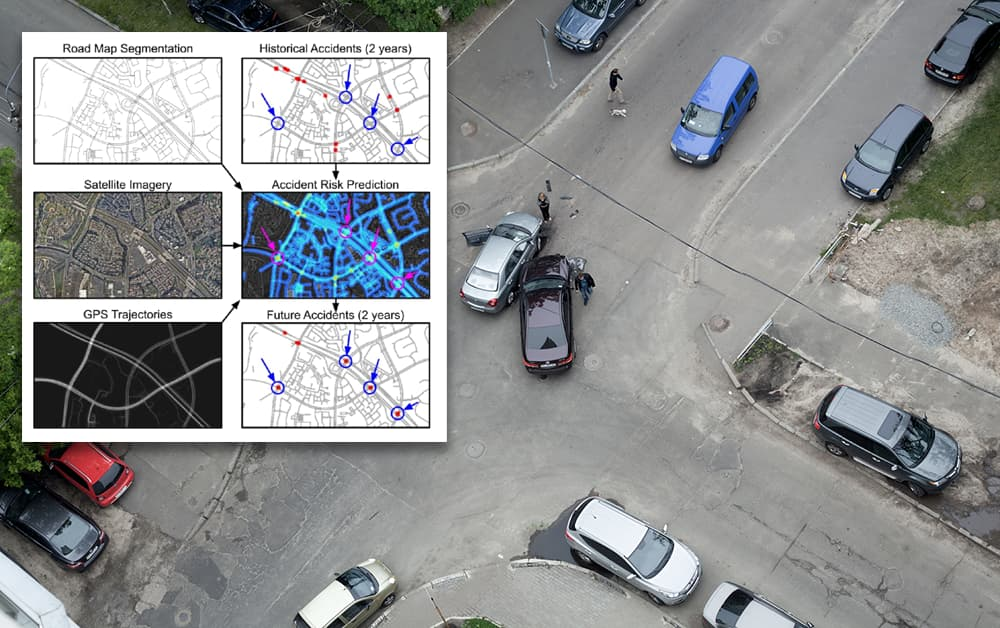 Road Map Segmentation
Historical Accidents (2 years)
Satellite Imagery
Accident Risk Prediction
GPS Trajectories
Future Accidents (2 years)